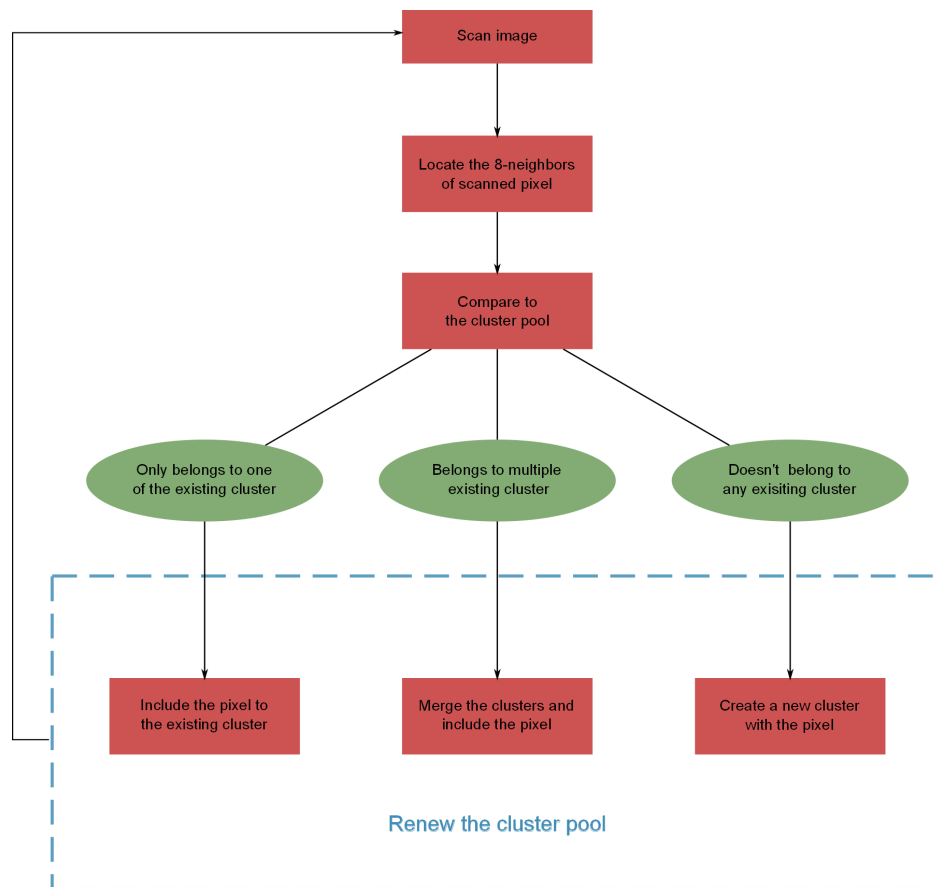 Scan image
Locate the 8-neighbors
of scanned pixel
Compare to
the cluster pool
Only belongs to one
of the existing cluster
Belongs to multiple
existing cluster
Doesn't  belong to
any exisiting cluster
Include the pixel to
the existing cluster
Merge the clusters and
include the pixel
Create a new cluster
with the pixel
Renew the cluster pool